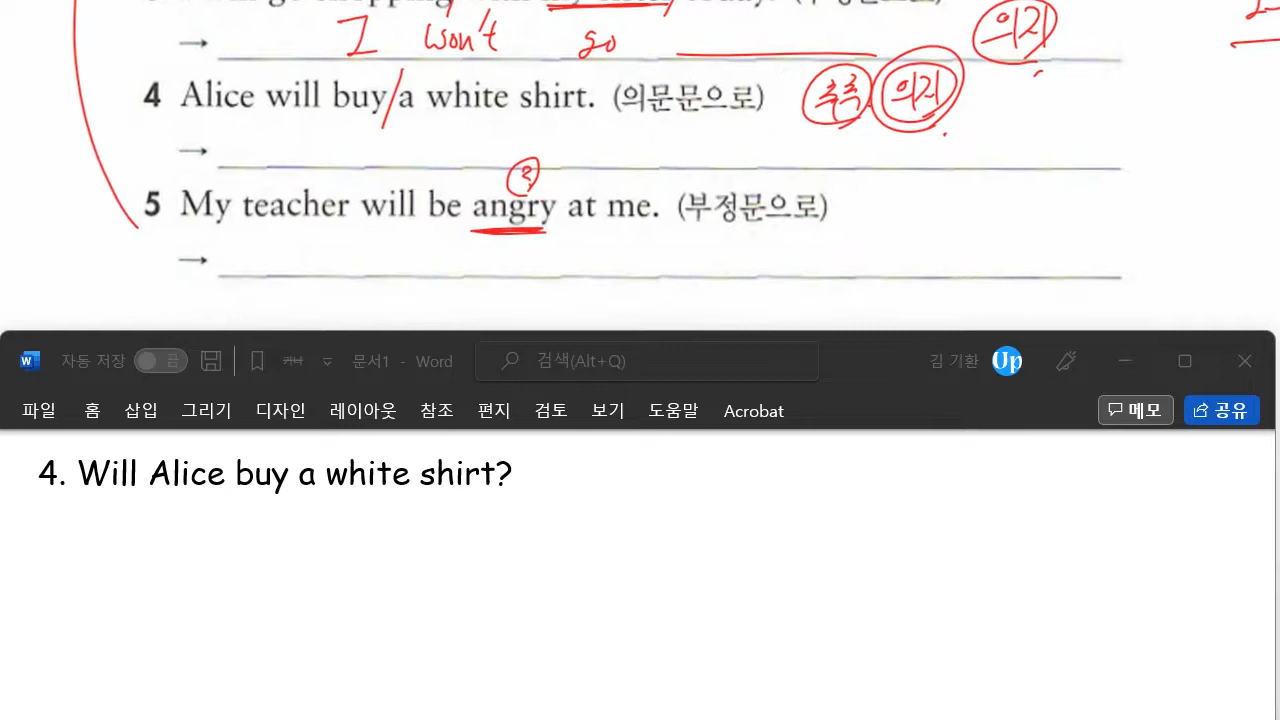 I won't go
의지
4 Alice will buy/a white shirt. (의문문으로) 추측 의지
→
5 My teacher will be angry at me. (부정문으로)
→
자동 저장 끔 문서1 - Word 검색(Alt+Q) 김 기환 Up
파일 홈 삽입 그리기 디자인 레이아웃 참조 편지 검토 보기 도움말 Acrobat 메모 공유
4. Will Alice buy a white shirt?